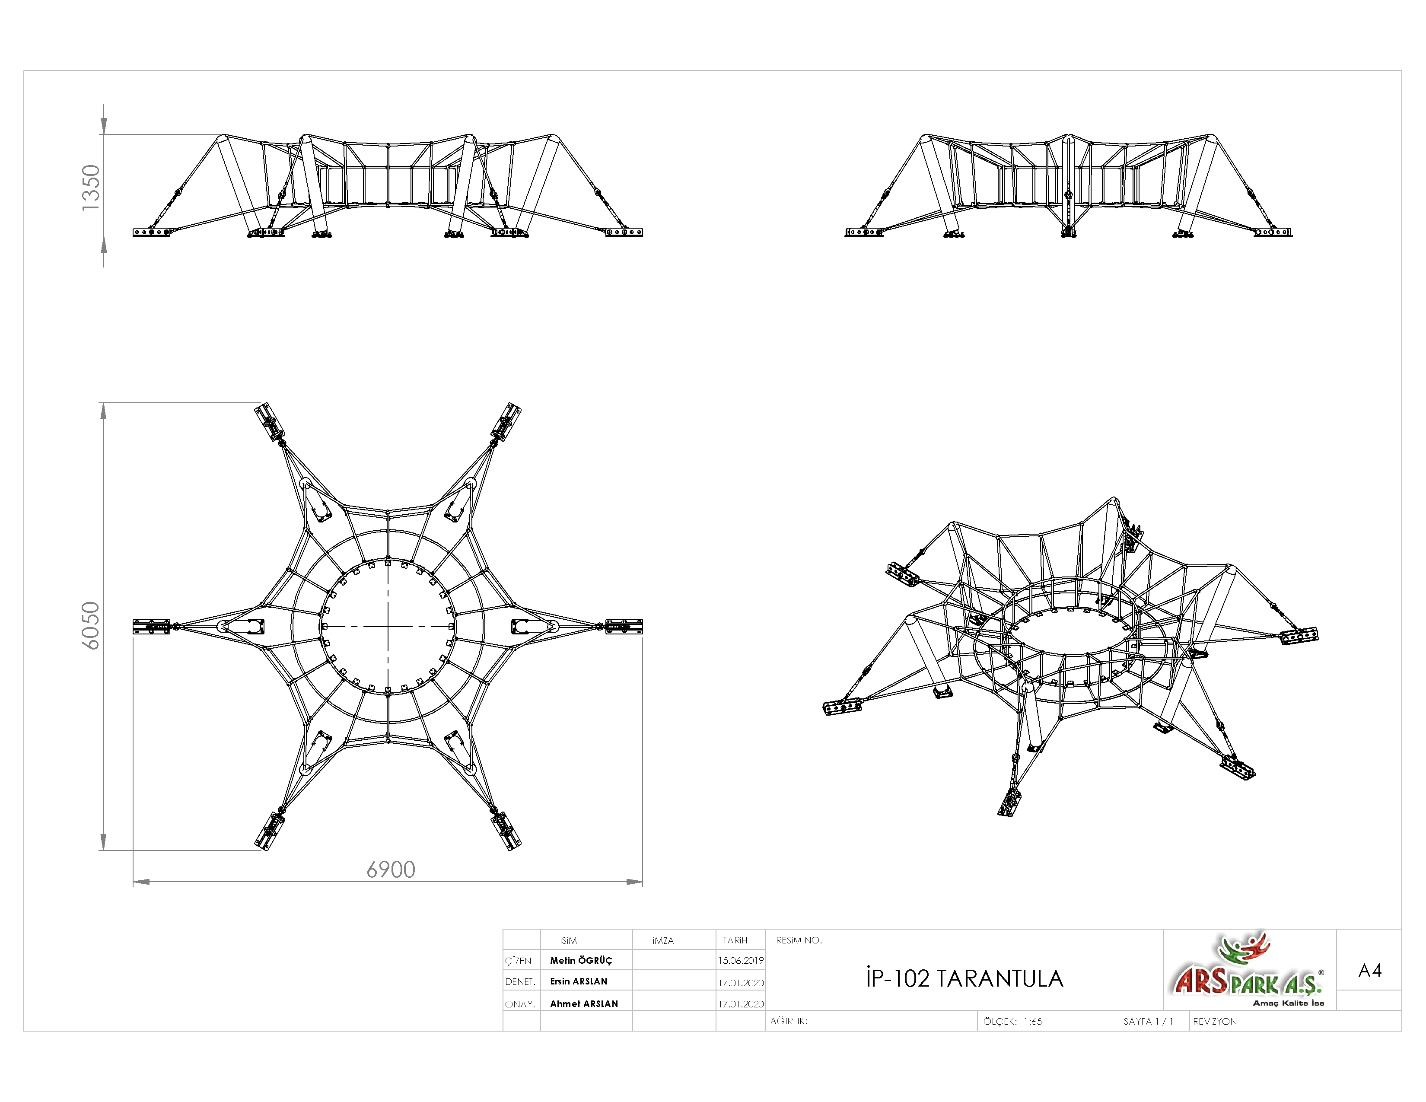 1350
6050
6900
İSİM
İMZA
TARİH
RESİM NO.
ÇİZEN
Metin ÖGRÜÇ
15.06.2019
DENET.
Ersin ARSLAN
17.01.2020
ONAY.
Ahmet ARSLAN
17.01.2020
İP-102 TARANTULA
ARSPARK A.Ş.®
Amaç Kalite İse
A4
AĞIRLIK:
ÖLÇEK: 1:65
SAYFA 1 / 1
REVİZYON